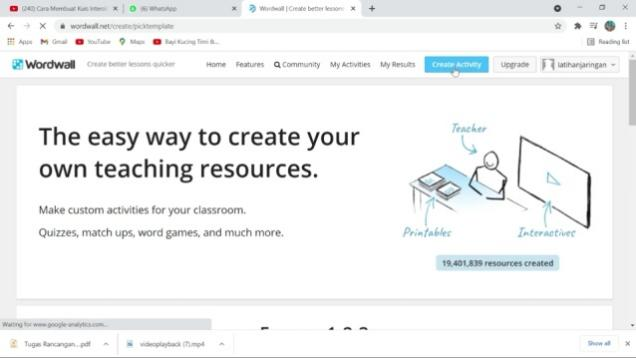 (240) Cara Membuat Kuis Intera
(6) WhatsApp
Wordwall | Create better lessons
wordwall.net/create/picktemplate
Apps
Gmail
YouTube
Maps
Bayi Kucing Timi B...
Reading list
Wordwall
Create better lessons quicker
Home
Features
Community
My Activities
My Results
Create Activity
Upgrade
latihanjaringan
The easy way to create your
own teaching resources.
Make custom activities for your classroom.
Quizzes, match ups, word games, and much more.
Teacher
Printables
Interactives
19,401,839 resources created
Waiting for www.google-analytics.com...
Tugas Rancangan....pdf
videoplayback (7).mp4
Show all